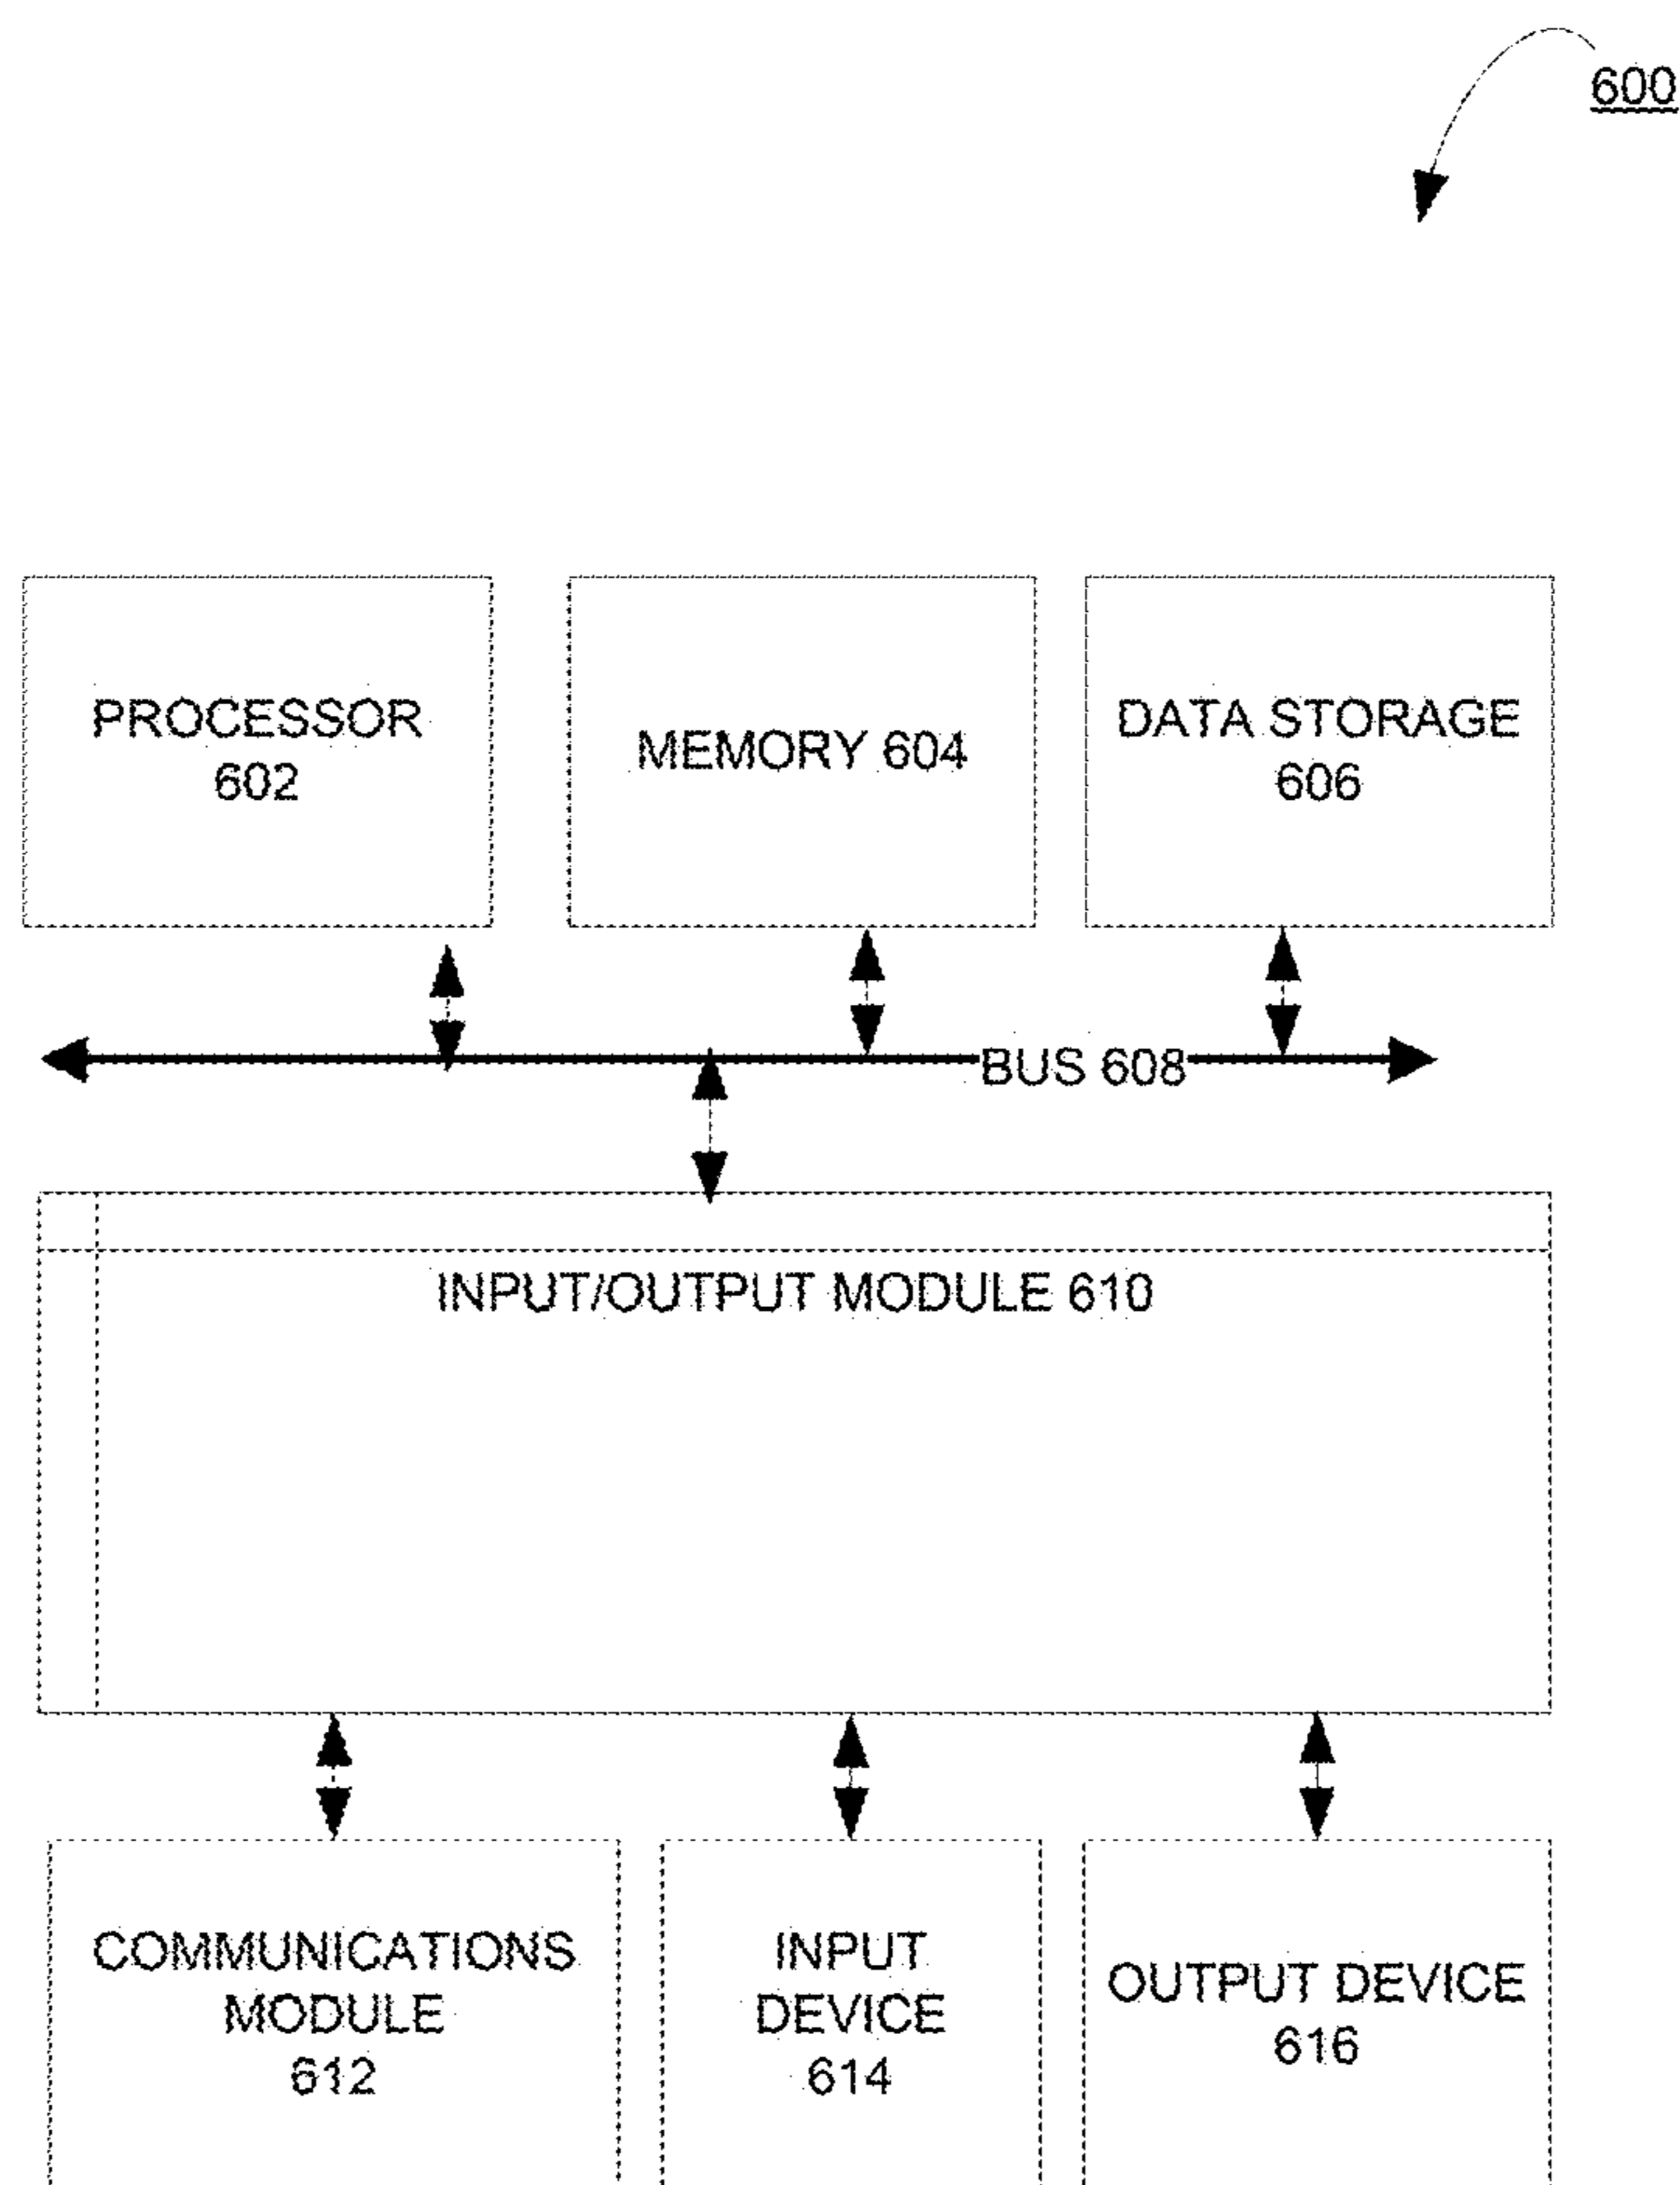 600
PROCESSOR
602
MEMORY 604
DATA STORAGE
606
BUS 608
INPUT/OUTPUT MODULE 610
COMMUNICATIONS
MODULE
612
INPUT
DEVICE
614
OUTPUT DEVICE
616